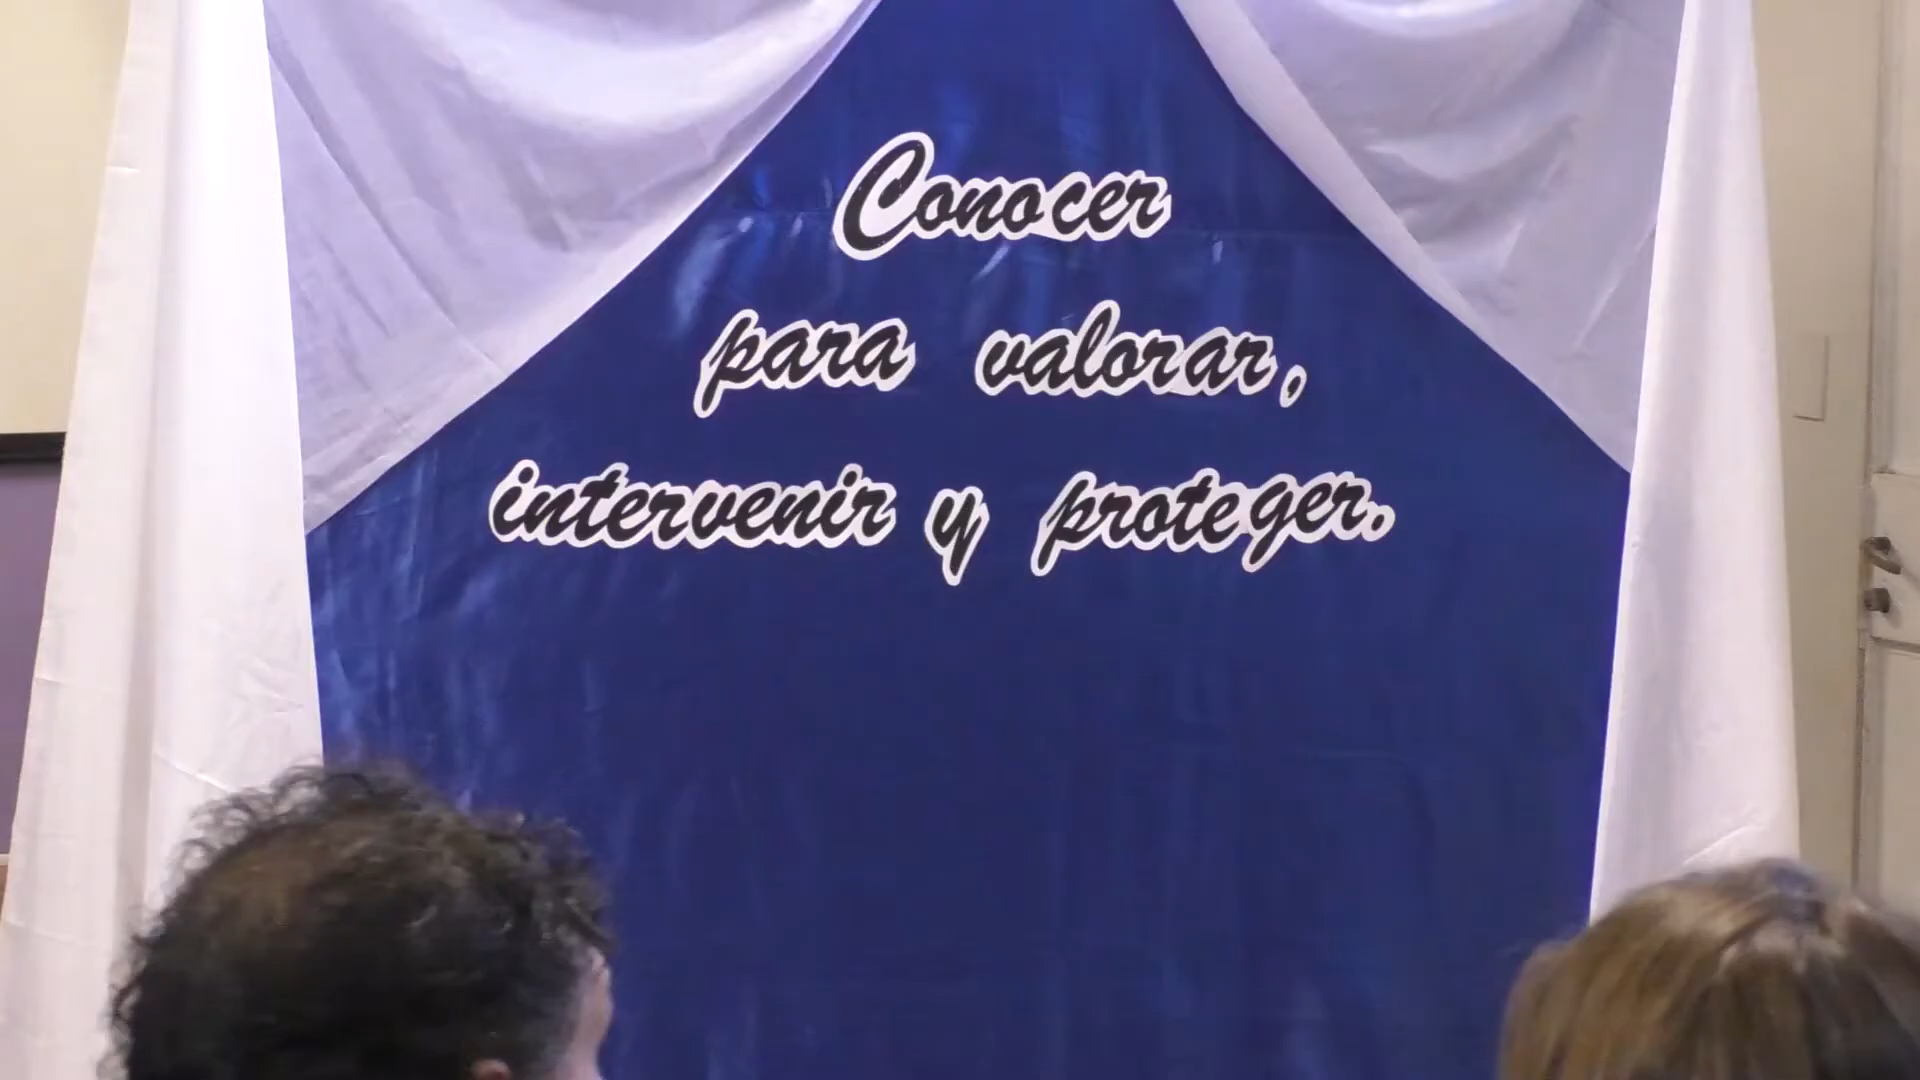 Conocer
para valorar,
intervenir y proteger.